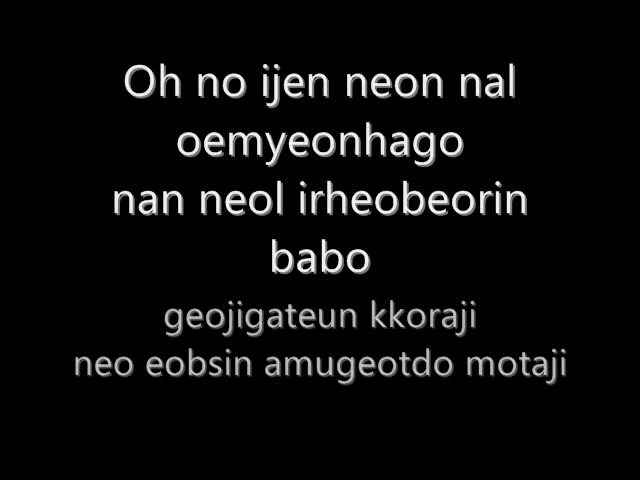 Oh no ijen neon nal
oemyeonhago
nan neol irheobeorin
babo
geojigateun kkoraji
neo eobsin amugeotdo motaji